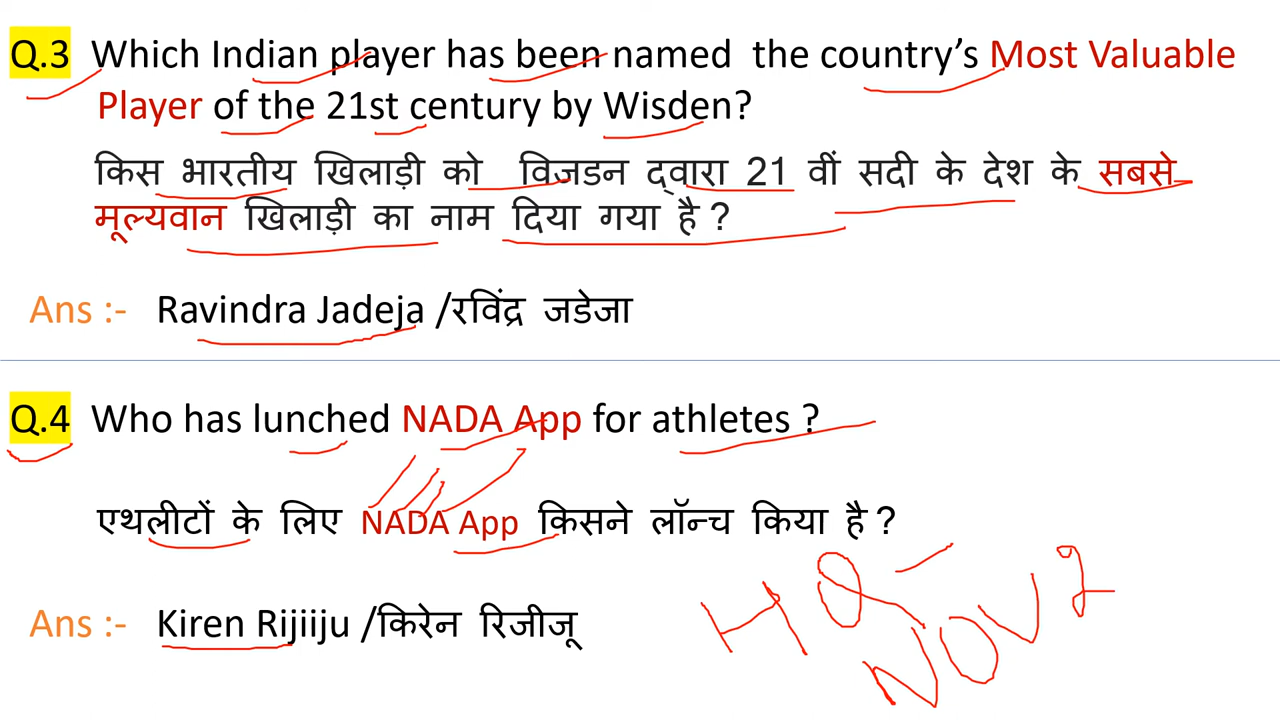 Q.3 Which Indian player has been named the country's Most Valuable
Player of the 21st century by Wisden?
किस भारतीय खिलाड़ी को विजडन द्वारा 21 वीं सदी के देश के सबसे
मूल्यवान खिलाड़ी का नाम दिया गया है ?
Ans :- Ravindra Jadeja /रविंद्र जडेजा
Q.4 Who has lunched NADA App for athletes ?
एथलीटों के लिए NADA App किसने लॉन्च किया है ?
Ans :- Kiren Rijiiju /किरेन रिजीजू
H Q -
NOV 2